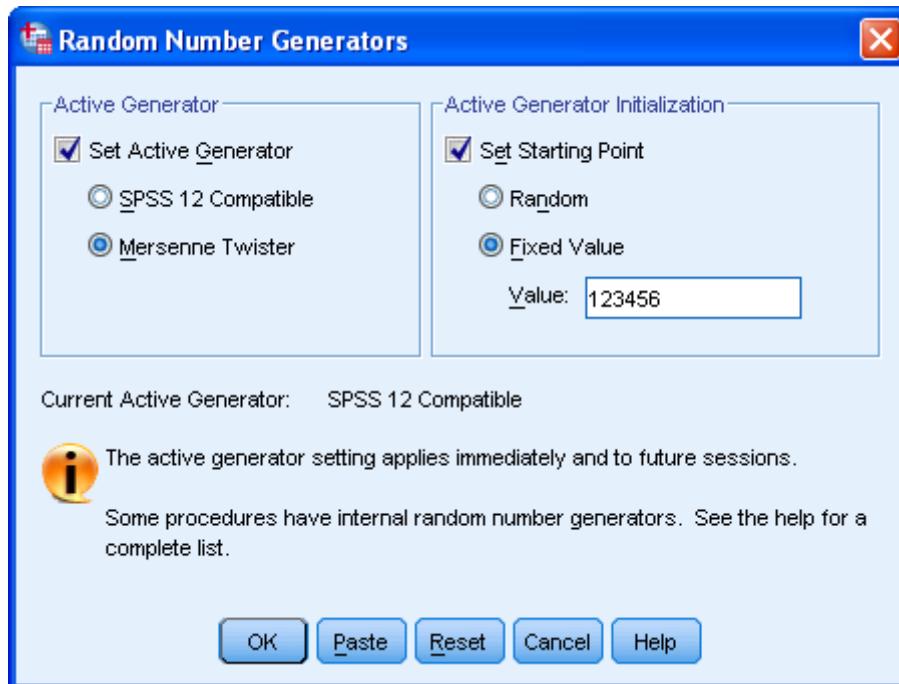 Random Number Generators
Active Generator
Set Active Generator
SPSS 12 Compatible
Mersenne Twister
Active Generator Initialization
Set Starting Point
Random
Fixed Value
Value: 123456
Current Active Generator: SPSS 12 Compatible
The active generator setting applies immediately and to future sessions.
Some procedures have internal random number generators. See the help for a
complete list.
OK Paste Reset Cancel Help